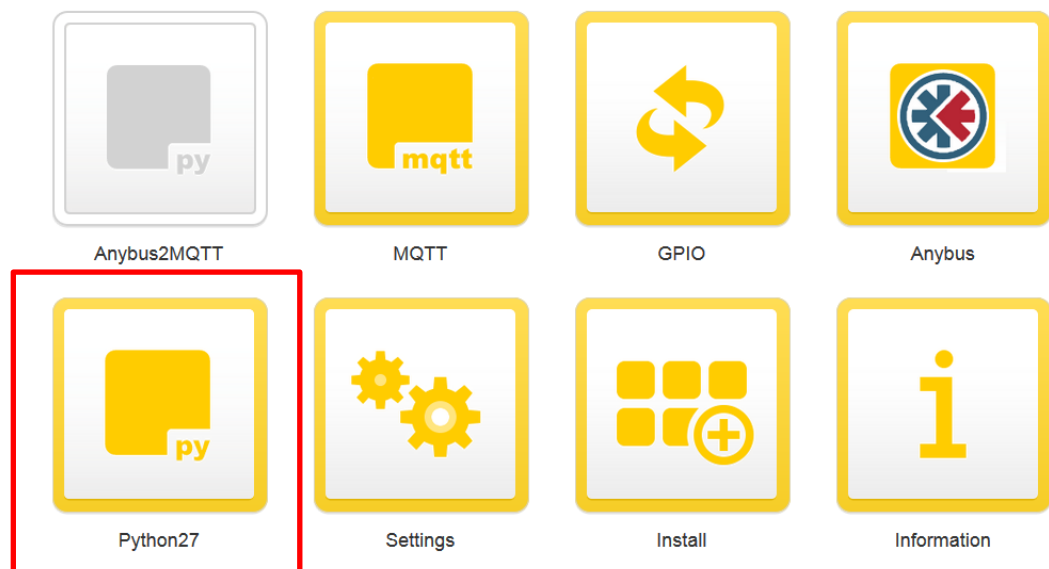 py
mqtt
Anybus2MQTT MQTT GPIO Anybus
py
Python27 Settings Install Information